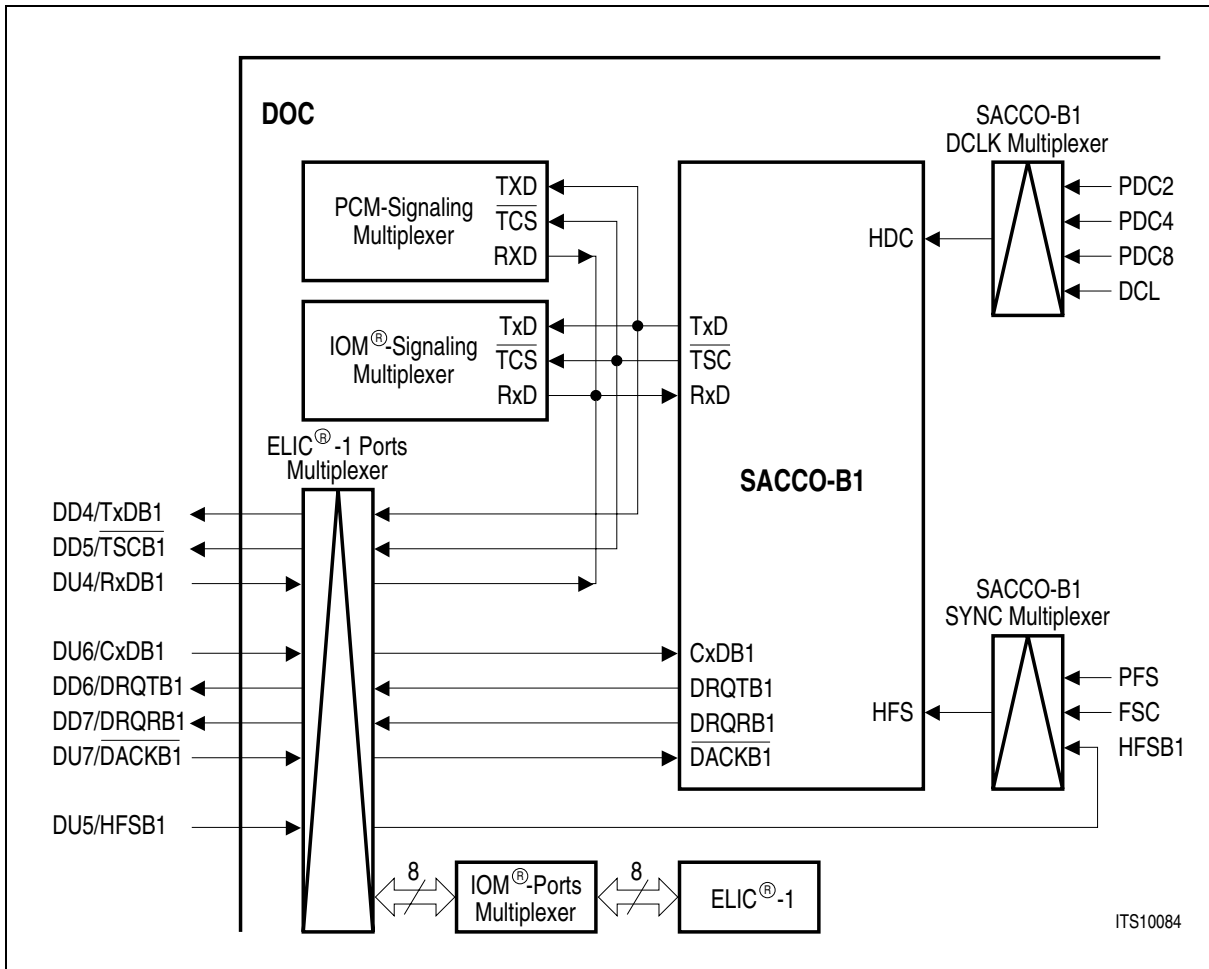 DOC
SACCO-B1
DCLK Multiplexer
PCM-Signaling
Multiplexer
TXD
TCS
RXD
HDC
PDC2
PDC4
PDC8
DCL
IOM®-Signaling
Multiplexer
TxD
TCS
RxD
TxD
TSC
RxD
ELIC®-1 Ports
Multiplexer
SACCO-B1
DD4/TxDB1
DD5/TSCB1
DU4/RxDB1
DU6/CxDB1
DD6/DRQTB1
DD7/DRQRB1
DU7/DACKB1
DU5/HFSB1
CxDB1
DRQTB1
DRQRB1
DACKB1
SACCO-B1
SYNC Multiplexer
HFS
PFS
FSC
HFSB1
8
IOM®-Ports
Multiplexer
8
ELIC®-1
ITS10084